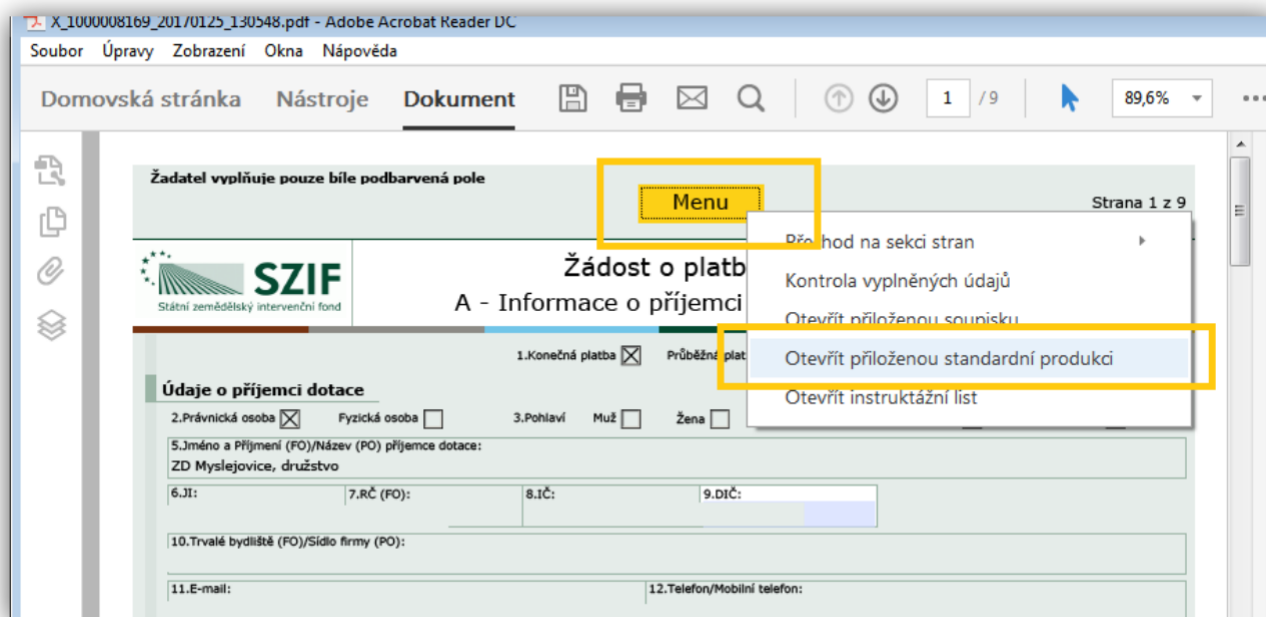 X_1000008169_20170125_130548.pdf - Adobe Acrobat Reader DC
Soubor Úpravy Zobrazení Okna Nápověda
Domovská stránka Nástroje Dokument 1 / 9 89,6%
Žadatel vyplňuje pouze bíle podbarvená pole
Menu
Strana 1 z 9
Přechod na sekci stran
Kontrola vyplněných údajů
Otevřít přiloženou soupisku
Otevřít přiloženou standardní produkci
Otevřít instruktážní list
SZIF
Státní zemědělský intervenční fond
Žádost o platb
A - Informace o příjemci
1.Konečná platba Průběžná plat
Údaje o příjemci dotace
2.Právnická osoba Fyzická osoba 3.Pohlaví Muž Žena
5.Jméno a Příjmení (FO)/Název (PO) příjemce dotace:
ZD Myslejovice, družstvo
6.JI: 7.RČ (FO): 8.IČ: 9.DIČ:
10.Trvalé bydliště (FO)/Sídlo firmy (PO):
11.E-mail: 12.Telefon/Mobilní telefon: